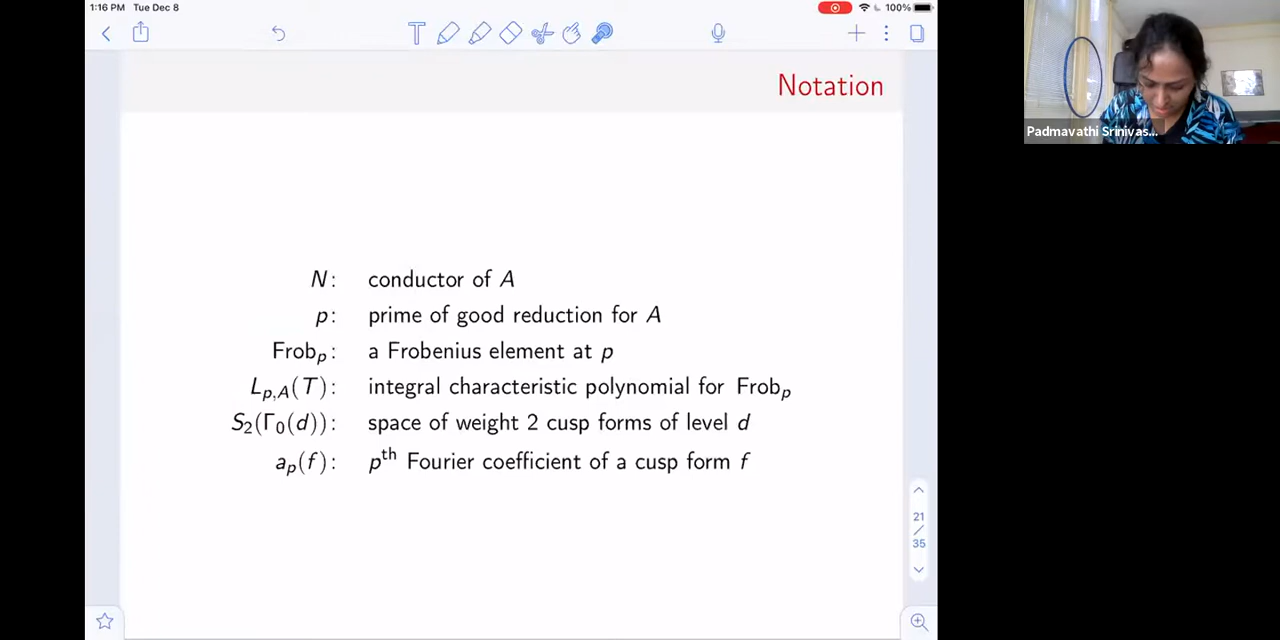 1:16 PM Tue Dec 8
100%
Notation
N: conductor of A
p: prime of good reduction for A
Frob_p: a Frobenius element at p
L_{p,A}(T): integral characteristic polynomial for Frob_p
S_2(Γ_0(d)): space of weight 2 cusp forms of level d
a_p(f): p^th Fourier coefficient of a cusp form f
21
/
35
Padmavathi Srinivas...